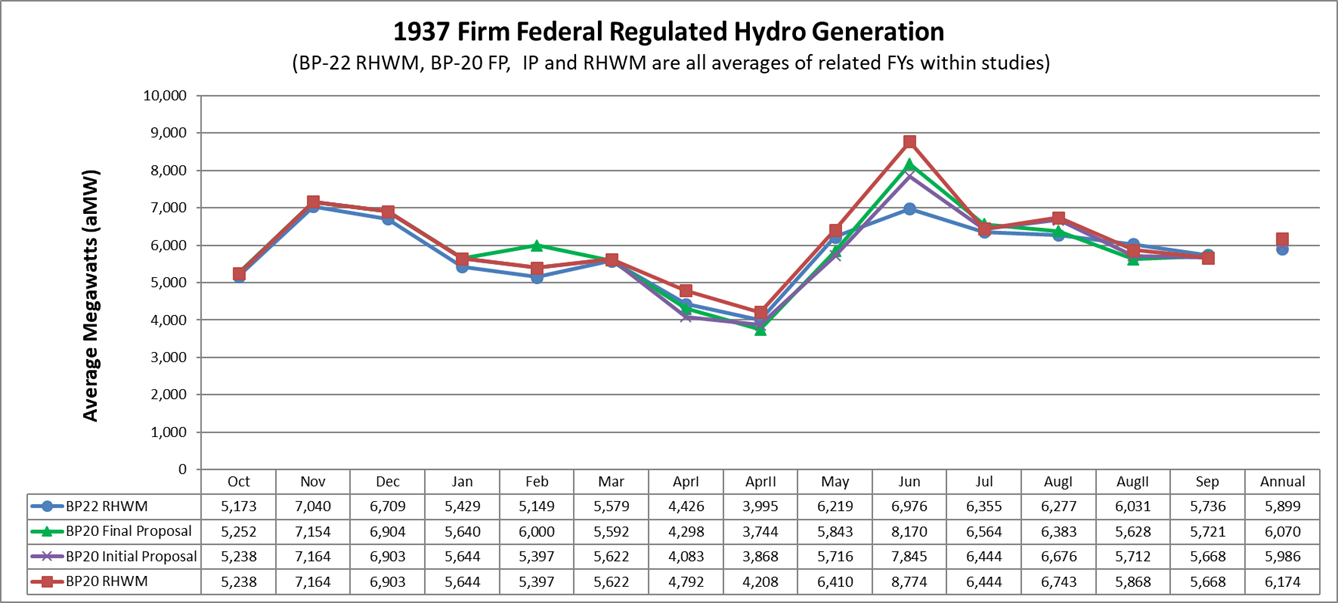 1937 Firm Federal Regulated Hydro Generation
(BP-22 RHWM, BP-20 FP,  IP and RHWM are all averages of related FYs within studies)
Average Megawatts (aMW)
10,000
9,000
8,000
7,000
6,000
5,000
4,000
3,000
2,000
1,000
0
Oct Nov Dec Jan Feb Mar AprI AprII May Jun Jul AugI AugII Sep Annual
BP22 RHWM 5,173 7,040 6,709 5,429 5,149 5,579 4,426 3,995 6,219 6,976 6,355 6,277 6,031 5,736 5,899
BP20 Final Proposal 5,252 7,154 6,904 5,640 6,000 5,592 4,298 3,744 5,843 8,170 6,564 6,383 5,628 5,721 6,070
BP20 Initial Proposal 5,238 7,164 6,903 5,644 5,397 5,622 4,083 3,868 5,716 7,845 6,444 6,676 5,712 5,668 5,986
BP20 RHWM 5,238 7,164 6,903 5,644 5,397 5,622 4,792 4,208 6,410 8,774 6,444 6,743 5,868 5,668 6,174